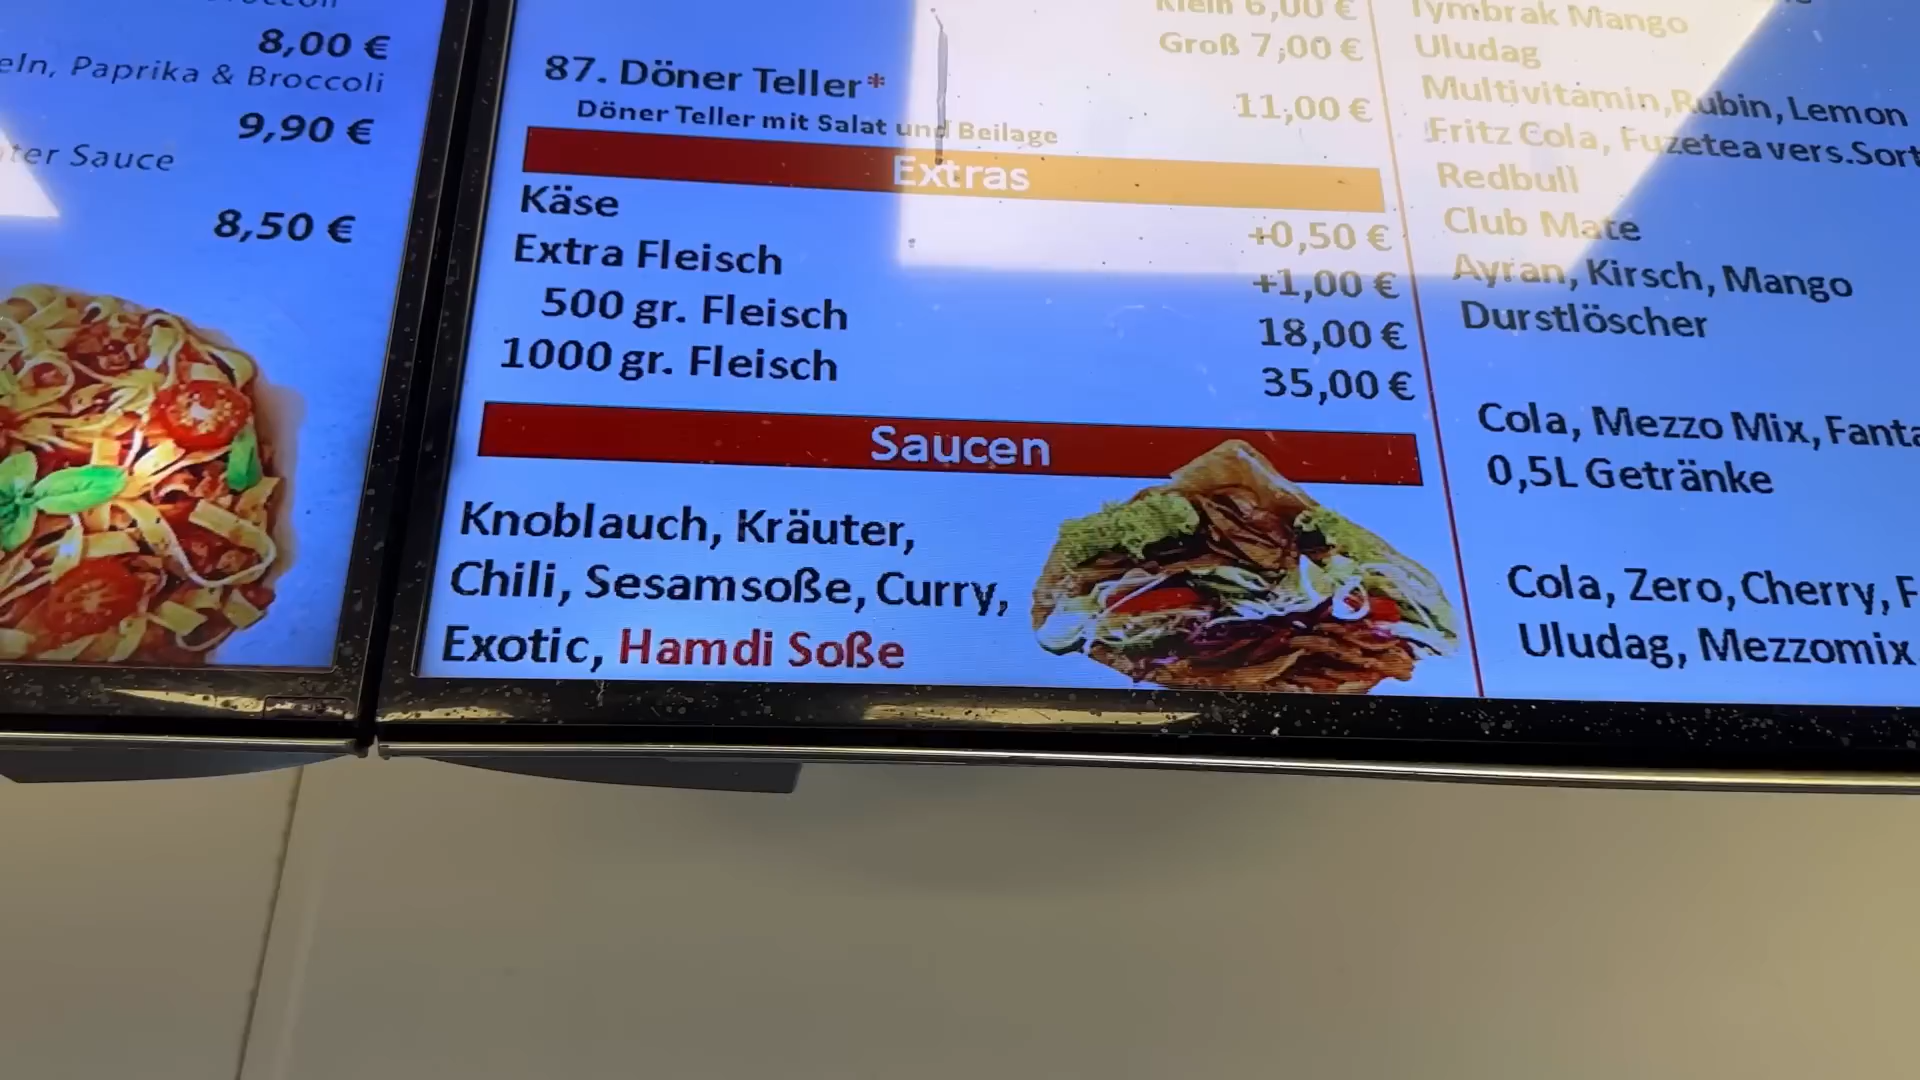 8,00 €
Paprika & Broccoli
9,90 €
Sauce
8,50 €
Klein 6,00 €
Groß 7,00 €
87. Döner Teller*
11,00 €
Döner Teller mit Salat und Beilage
Extras
Käse +0,50 €
Extra Fleisch +1,00 €
500 gr. Fleisch 18,00 €
1000 gr. Fleisch 35,00 €
Saucen
Knoblauch, Kräuter,
Chili, Sesamsoße, Curry,
Exotic, Hamdi Soße
Tymbrak Mango
Uludag
Multivitamin, Rubin, Lemon
Fritz Cola, Fuzetea vers.Sort
Redbull
Club Mate
Ayran, Kirsch, Mango
Durstlöscher
Cola, Mezzo Mix, Fanta
0,5L Getränke
Cola, Zero, Cherry, F
Uludag, Mezzomix